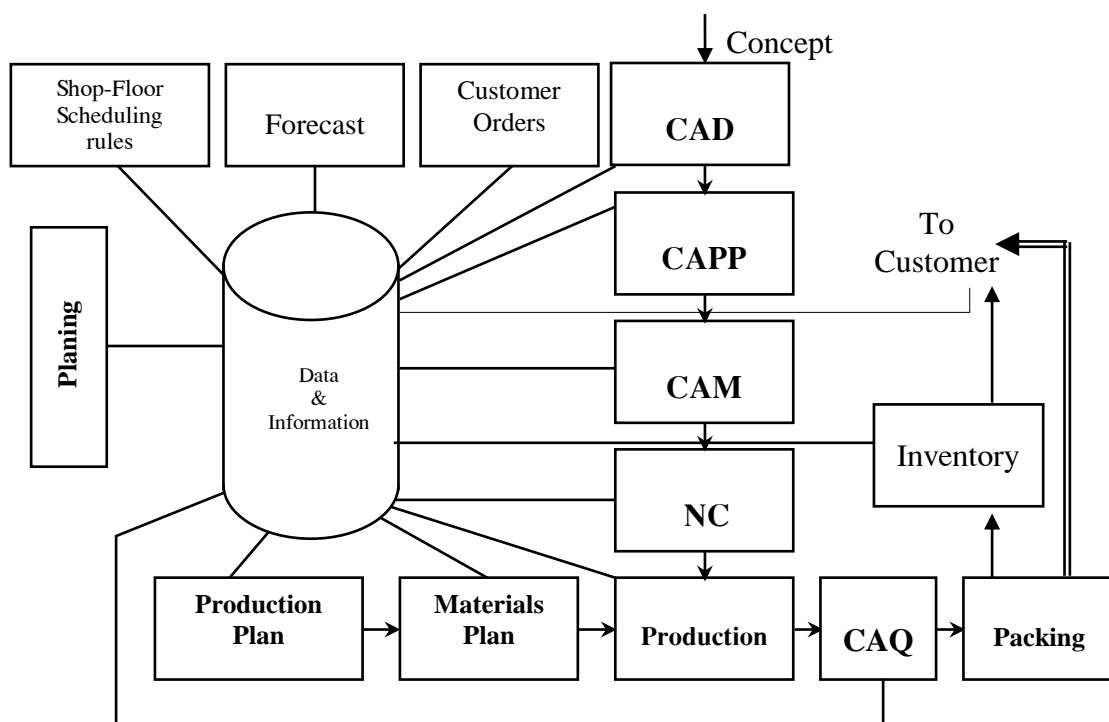 Concept
Shop-Floor
Scheduling
rules
Forecast
Customer
Orders
CAD
CAPP
To
Customer
Planing
Data
&
Information
CAM
Inventory
NC
Production
Plan
Materials
Plan
Production
CAQ
Packing